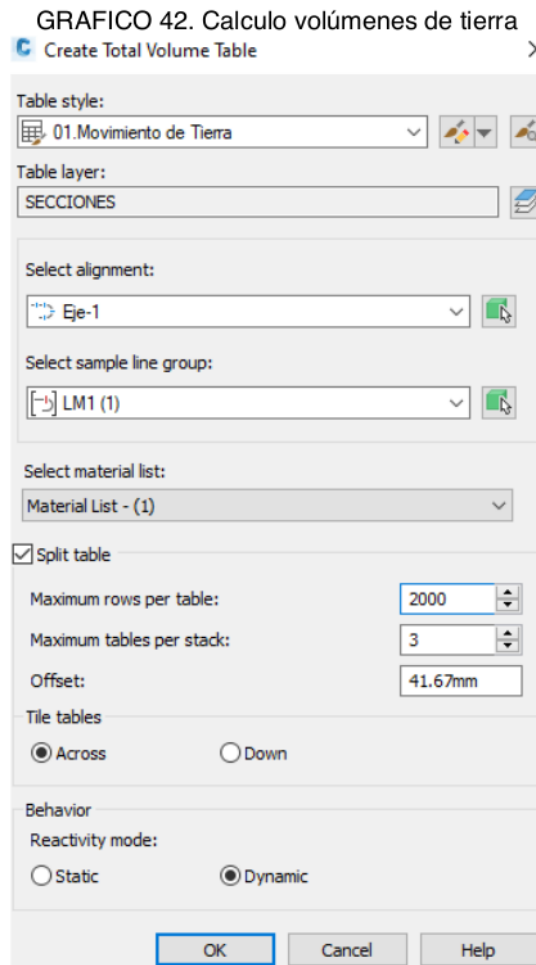 GRAFICO 42. Calculo volúmenes de tierra
Create Total Volume Table
Table style:
01.Movimiento de Tierra
Table layer:
SECCIONES
Select alignment:
Eje-1
Select sample line group:
LM1 (1)
Select material list:
Material List - (1)
Split table
Maximum rows per table: 2000
Maximum tables per stack: 3
Offset: 41.67mm
Tile tables
Across Down
Behavior
Reactivity mode:
Static Dynamic
OK Cancel Help